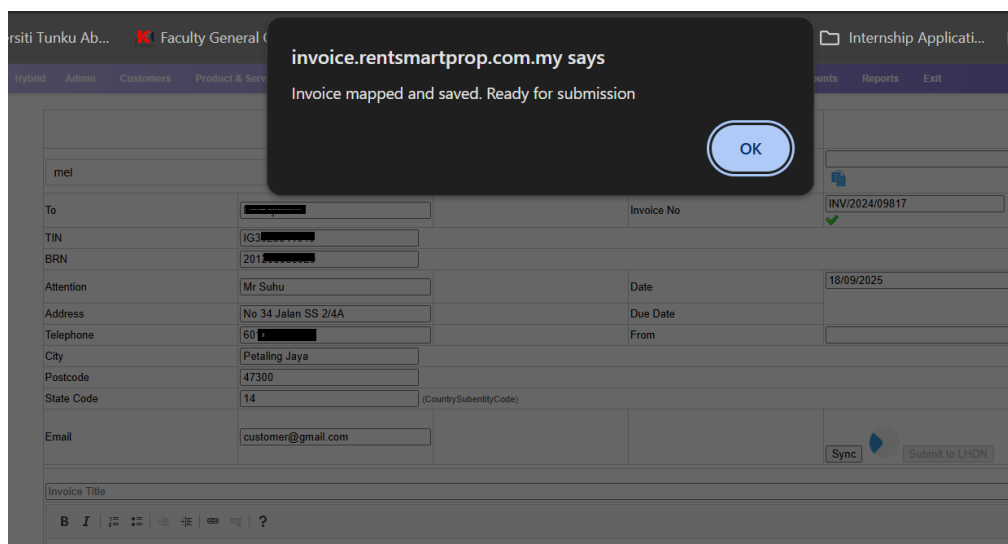 rsiti Tunku Ab...
Faculty General
Internship Applicati...
invoice.rentsmartprop.com.my says
Invoice mapped and saved. Ready for submission
OK
Hybrid Admin Customers Product & Serv
ounts Reports Exit
mel
To
Invoice No INV/2024/09817
TIN IG3
BRN 201
Attention Mr Suhu Date 18/09/2025
Address No 34 Jalan SS 2/4A Due Date
Telephone 601 From
City Petaling Jaya
Postcode 47300
State Code 14 (CountrySubentityCode)
Email customer@gmail.com
Sync Submit to LHDN
Invoice Title
B I ?